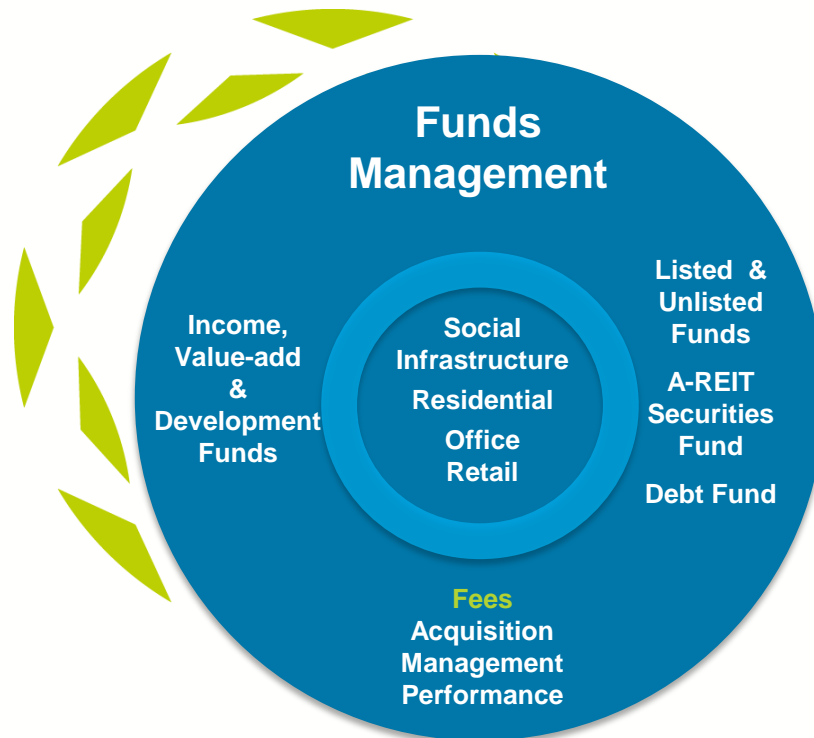 Funds
Management
Income,
Value-add
&
Development
Funds
Social
Infrastructure
Residential
Office
Retail
Listed &
Unlisted
Funds
A-REIT
Securities
Fund
Debt Fund
Fees
Acquisition
Management
Performance